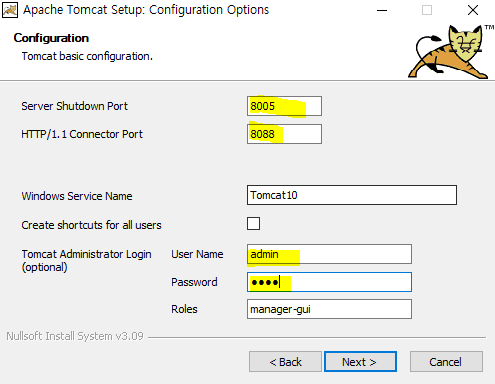 Apache Tomcat Setup: Configuration Options
Configuration
Tomcat basic configuration.
TM
Server Shutdown Port 8005
HTTP/1.1 Connector Port 8088
Windows Service Name Tomcat10
Create shortcuts for all users
Tomcat Administrator Login (optional)
User Name admin
Password ●●●●
Roles manager-gui
Nullsoft Install System v3.09
< Back Next > Cancel